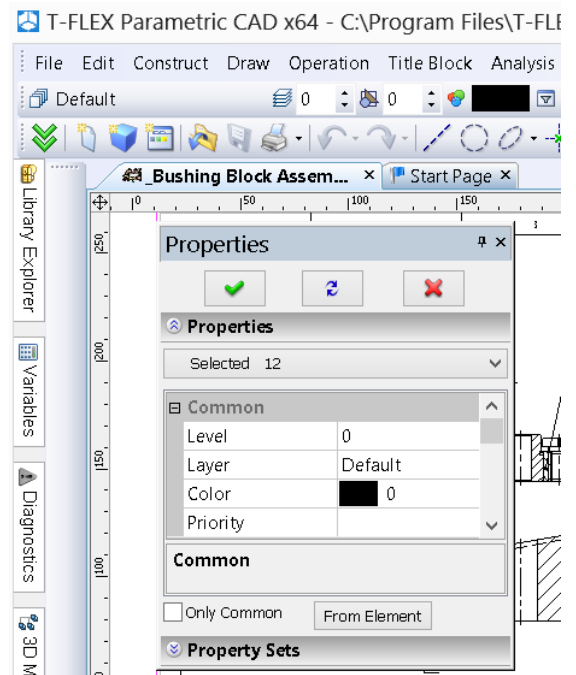 T-FLEX Parametric CAD x64 - C:\Program Files\T-FLE
File Edit Construct Draw Operation Title Block Analysis
Default 0 0
_Bushing Block Assem... × Start Page ×
0 50 100 150
Library Explorer
Variables
Diagnostics
3D M
250
200
150
100
Properties
Properties
Selected 12
Common
Level 0
Layer Default
Color 0
Priority
Common
Only Common From Element
Property Sets